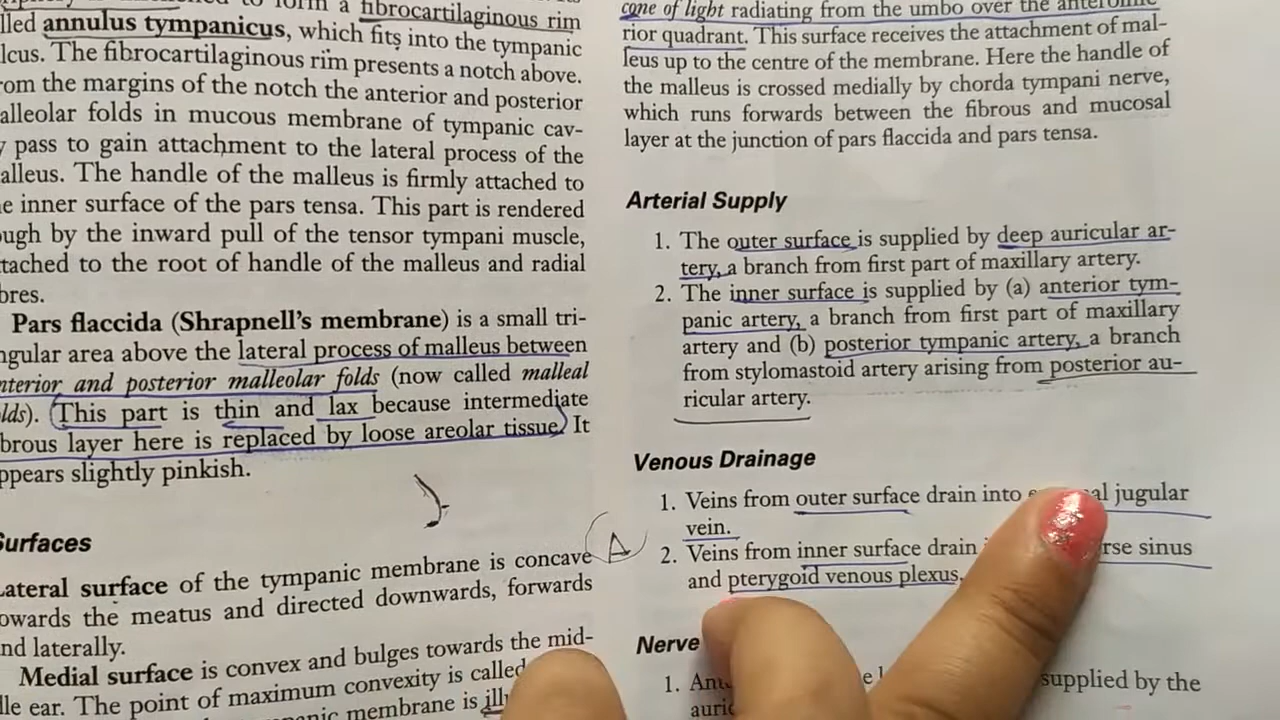 to form a fibrocartilaginous rim
lled annulus tympanicus, which fits into the tympanic
lcus. The fibrocartilaginous rim presents a notch above.
om the margins of the notch the anterior and posterior
alleolar folds in mucous membrane of tympanic cav-
y pass to gain attachment to the lateral process of the
alleus. The handle of the malleus is firmly attached to
e inner surface of the pars tensa. This part is rendered
ugh by the inward pull of the tensor tympani muscle,
tached to the root of handle of the malleus and radial
bres.
Pars flaccida (Shrapnell's membrane) is a small tri-
ngular area above the lateral process of malleus between
nterior and posterior malleolar folds (now called malleal
lds). This part is thin and lax because intermediate
brous layer here is replaced by loose areolar tissue. It
ppears slightly pinkish.
Surfaces
Lateral surface of the tympanic membrane is concave
owards the meatus and directed downwards, forwards
nd laterally.
Medial surface is convex and bulges towards the mid-
lle ear. The point of maximum convexity is called
panic membrane is ill
cone of light radiating from the umbo over the
rior quadrant. This surface receives the attachment of mal-
leus up to the centre of the membrane. Here the handle of
the malleus is crossed medially by chorda tympani nerve,
which runs forwards between the fibrous and mucosal
layer at the junction of pars flaccida and pars tensa.
Arterial Supply
1. The outer surface is supplied by deep auricular ar-
tery, a branch from first part of maxillary artery.
2. The inner surface is supplied by (a) anterior tym-
panic artery, a branch from first part of maxillary
artery and (b) posterior tympanic artery, a branch
from stylomastoid artery arising from posterior au-
ricular artery.
Venous Drainage
1. Veins from outer surface drain into al jugular
vein.
A
2. Veins from inner surface drain rse sinus
and pterygoid venous plexus.
Nerve
1. supplied by the